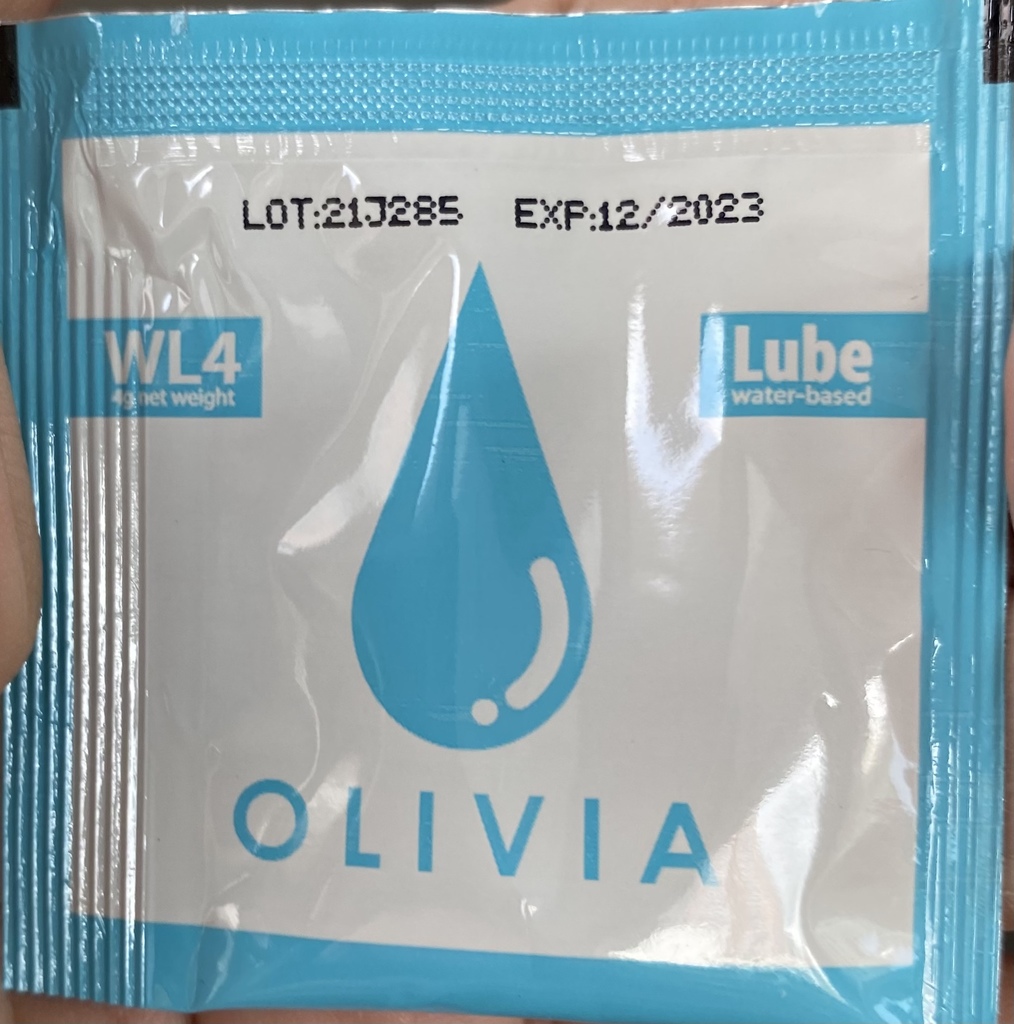 LOT:21J285 EXP:12/2023
WL4
4g net weight
Lube
water-based
OLIVIA